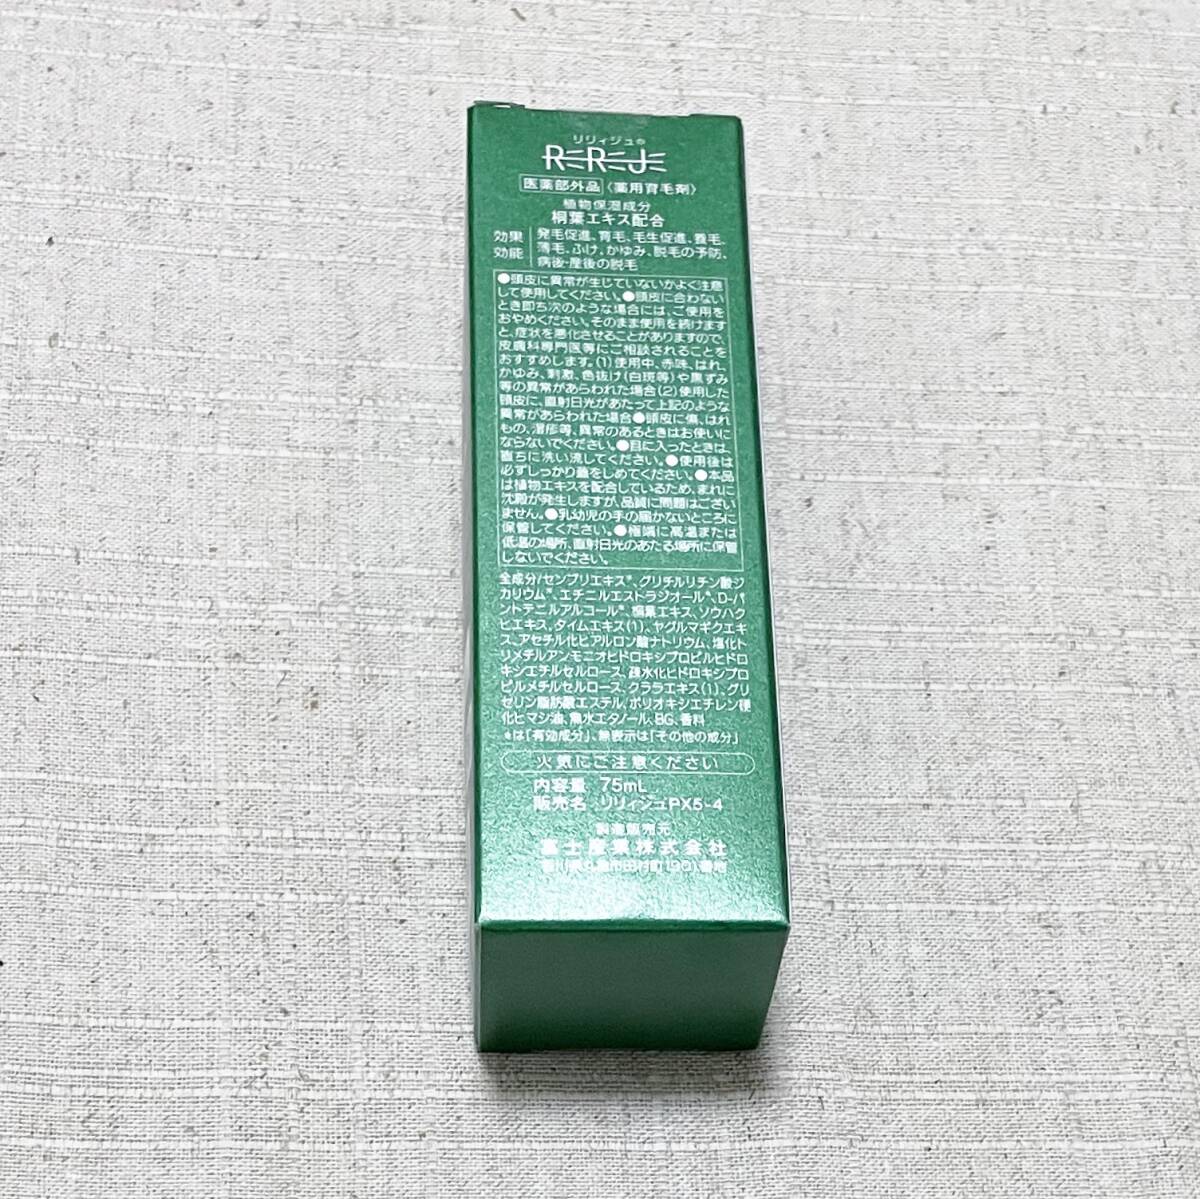 リリィジュ®
REREJE
医薬部外品 〈薬用育毛剤〉
植物保湿成分
桐葉エキス配合
効果 効能
発毛促進、育毛、毛生促進、養毛、
薄毛、ふけ、かゆみ、脱毛の予防、
病後・産後の脱毛
●頭皮に異常が生じていないかよく注意
して使用してください。●頭皮に合わない
とき即ち次のような場合には、ご使用を
おやめください。そのまま使用を続けます
と、症状を悪化させることがありますので、
皮膚科専門医等にご相談されることを
おすすめします。(1)使用中、赤味、はれ、
かゆみ、刺激、色抜け(白斑等)や黒ずみ
等の異常があらわれた場合(2)使用した
頭皮に、直射日光があたって上記のような
異常があらわれた場合●頭皮に傷、はれ
もの、湿疹等、異常のあるときはお使いに
ならないでください。●目に入ったときは、
直ちに洗い流してください。●使用後は
必ずしっかり蓋をしめてください。●本品
は植物エキスを配合しているため、まれに
沈殿が発生しますが、品質に問題はござい
ません。●乳幼児の手の届かないところに
保管してください。●極端に高温または
低温の場所、直射日光のあたる場所に保管
しないでください。
全成分/センブリエキス*、グリチルリチン酸ジ
カリウム*、エチニルエストラジオール*、D-パ
ントテニルアルコール*、桐葉エキス、ソウハク
ヒエキス、タイムエキス(1)、ヤグルマギクエキ
ス、アセチル化ヒアルロン酸ナトリウム、塩化ト
リメチルアンモニオヒドロキシプロピルヒドロ
キシエチルセルロース、疎水化ヒドロキシプロ
ピルメチルセルロース、クララエキス(1)、グリ
セリン脂肪酸エステル、ポリオキシエチレン硬
化ヒマシ油、無水エタノール、BG、香料
*は「有効成分」、無表示は「その他の成分」
火気にご注意ください
内容量 75mL
販売名 リリィジュPX5-4
製造販売元
富士産業株式会社
香川県丸亀市田村町1301番地